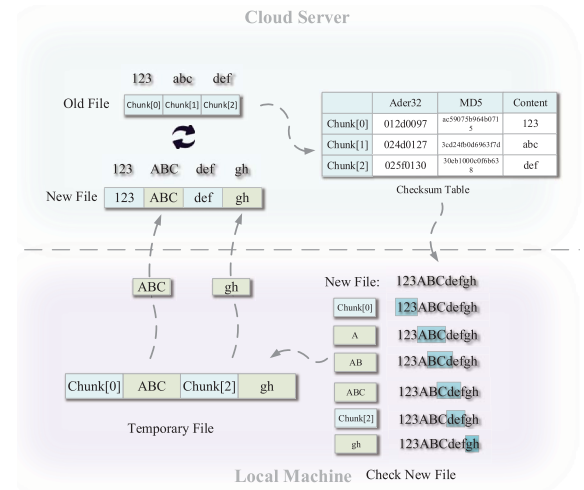 Cloud Server
123 abc def
Old File Chunk[0] Chunk[1] Chunk[2]
Ader32 MD5 Content
Chunk[0] 012d0097 ac59075b964b0715 123
Chunk[1] 024d0127 3cd24fb0d6963f7d abc
Chunk[2] 025f0130 30eb1000c0f6b638 def
Checksum Table
123 ABC def gh
New File 123 ABC def gh
ABC gh
New File: 123ABCdefgh
Chunk[0] 123ABCdefgh
A 123ABCdefgh
AB 123ABCdefgh
ABC 123ABCdefgh
Chunk[2] 123ABCdefgh
gh 123ABCdefgh
Chunk[0] ABC Chunk[2] gh
Temporary File
Local Machine
Check New File